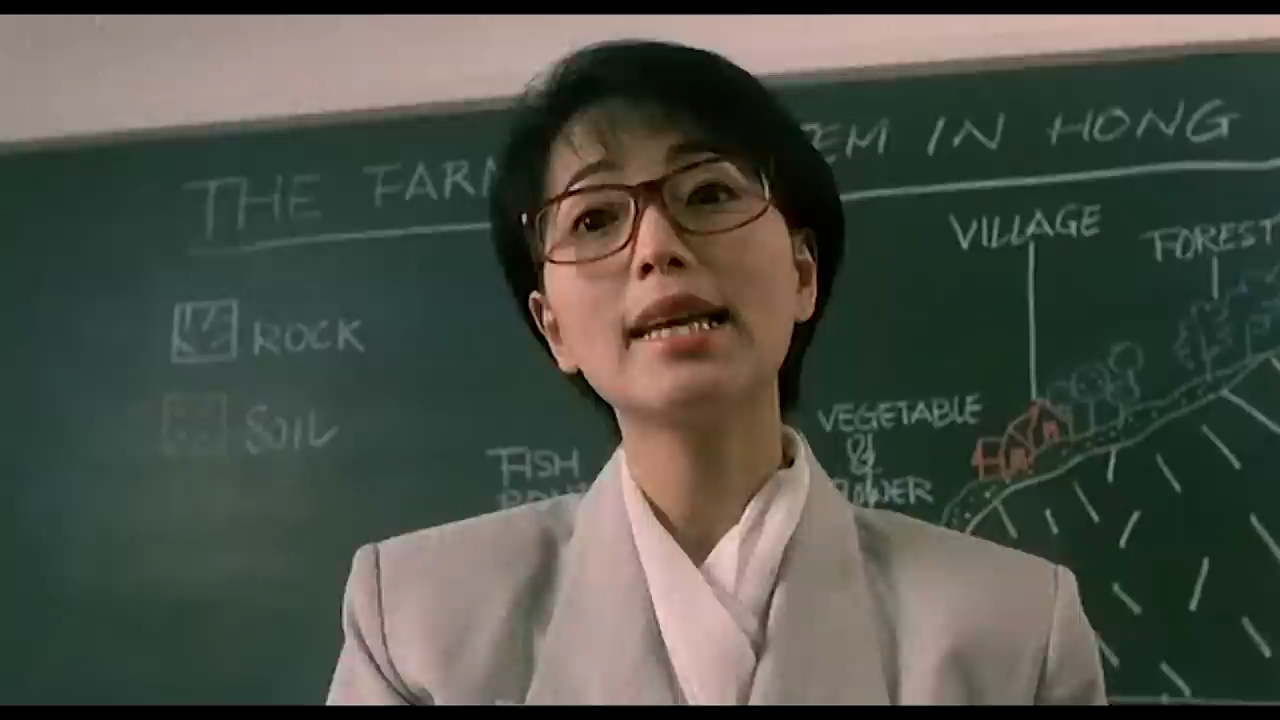 THE FARM EM IN HONG
VILLAGE
FOREST
ROCK
SOIL
VEGETABLE
&
FISH